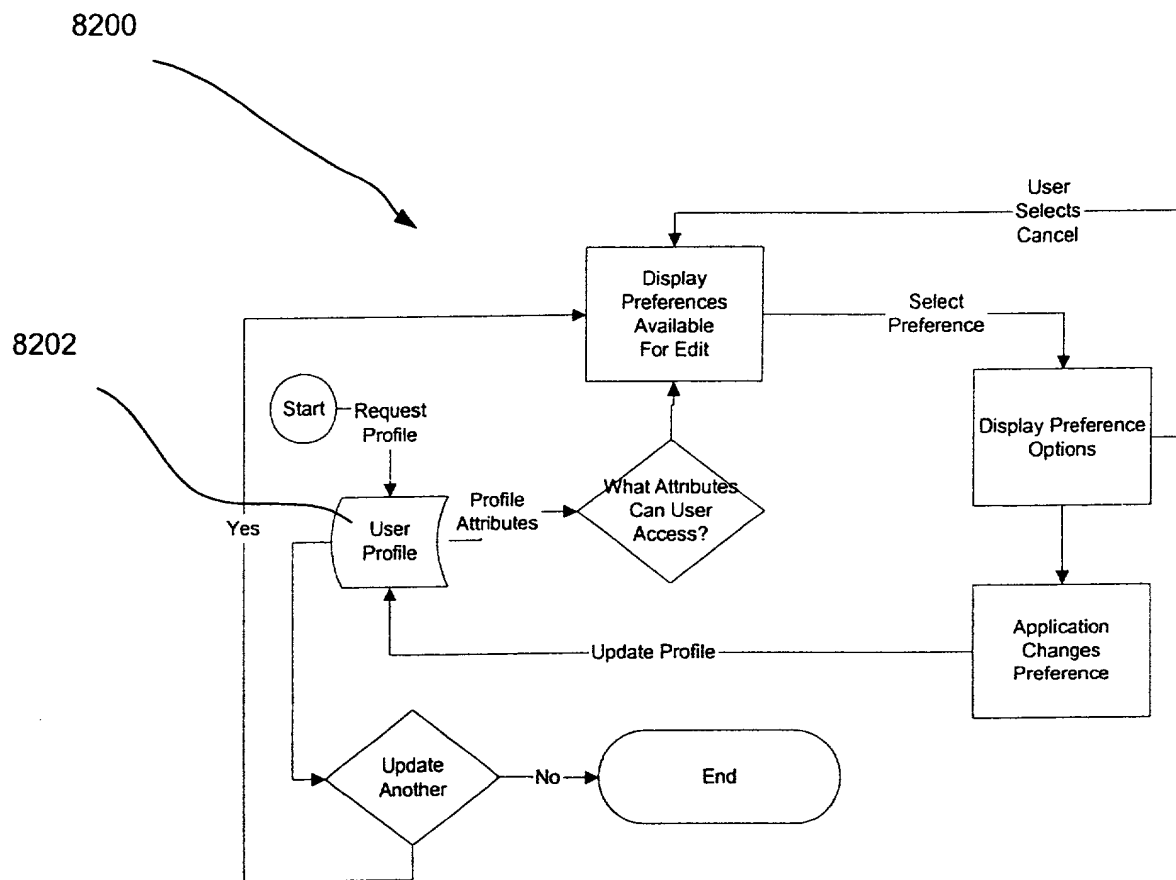 8200
User
Selects
Cancel
Display
Preferences
Available
For Edit
Select
Preference
8202
Start
Request
Profile
Display Preference
Options
What Attributes
Can User
Access?
Profile
Attributes
User
Profile
Yes
Application
Changes
Preference
Update Profile
Update
Another
No
End